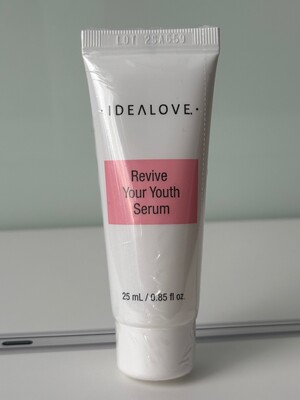 ·IDEALOVE.·
Revive
Your Youth
Serum
25 mL / 0.85 fl oz.